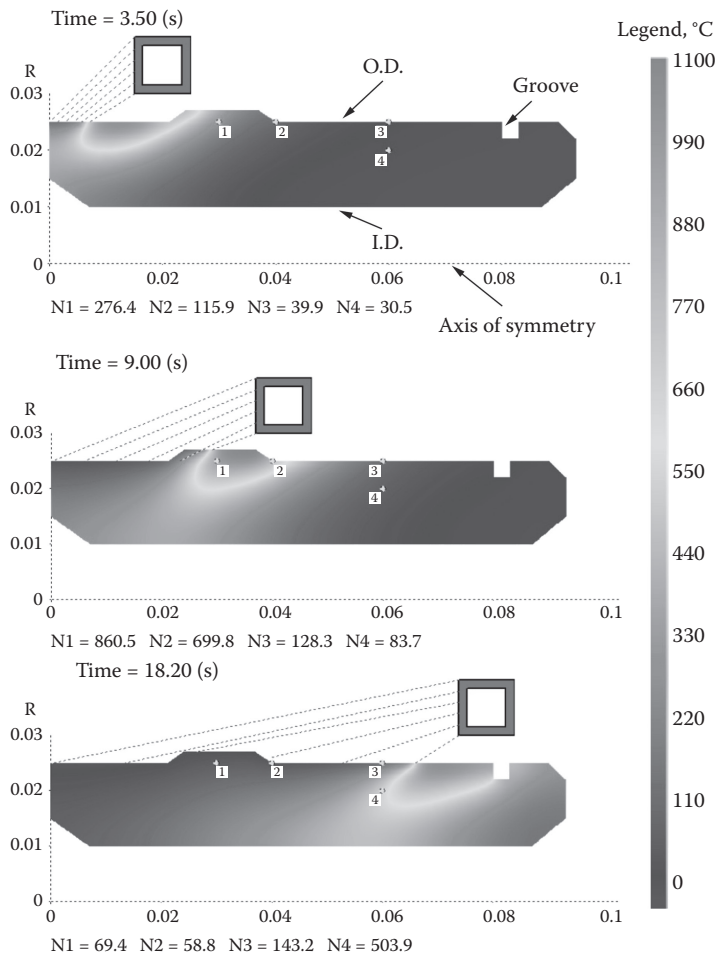 Time = 3.50 (s)
Legend, °C
R
O.D.
Groove
0.03
1 2 3
0.02
4
0.01
I.D.
0
0 0.02 0.04 0.06 0.08 0.1
N1 = 276.4 N2 = 115.9 N3 = 39.9 N4 = 30.5
Axis of symmetry
Time = 9.00 (s)
R
0.03
1 2 3
0.02
4
0.01
0
0 0.02 0.04 0.06 0.08 0.1
N1 = 860.5 N2 = 699.8 N3 = 128.3 N4 = 83.7
Time = 18.20 (s)
R
0.03
1 2 3
0.02
4
0.01
0
0 0.02 0.04 0.06 0.08 0.1
N1 = 69.4 N2 = 58.8 N3 = 143.2 N4 = 503.9
1100
990
880
770
660
550
440
330
220
110
0